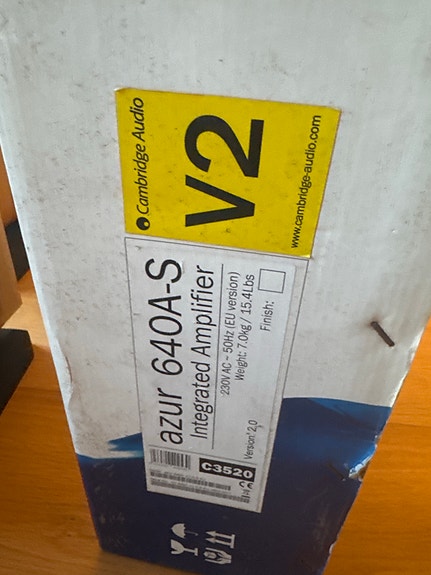 Cambridge Audio
V2
www.cambridge-audio.com
azur 640A-S
Integrated Amplifier
230V AC ~ 50Hz (EU version)
Weight: 7.0kg / 15.4Lbs
Finish:
C3520
Version: 2.0